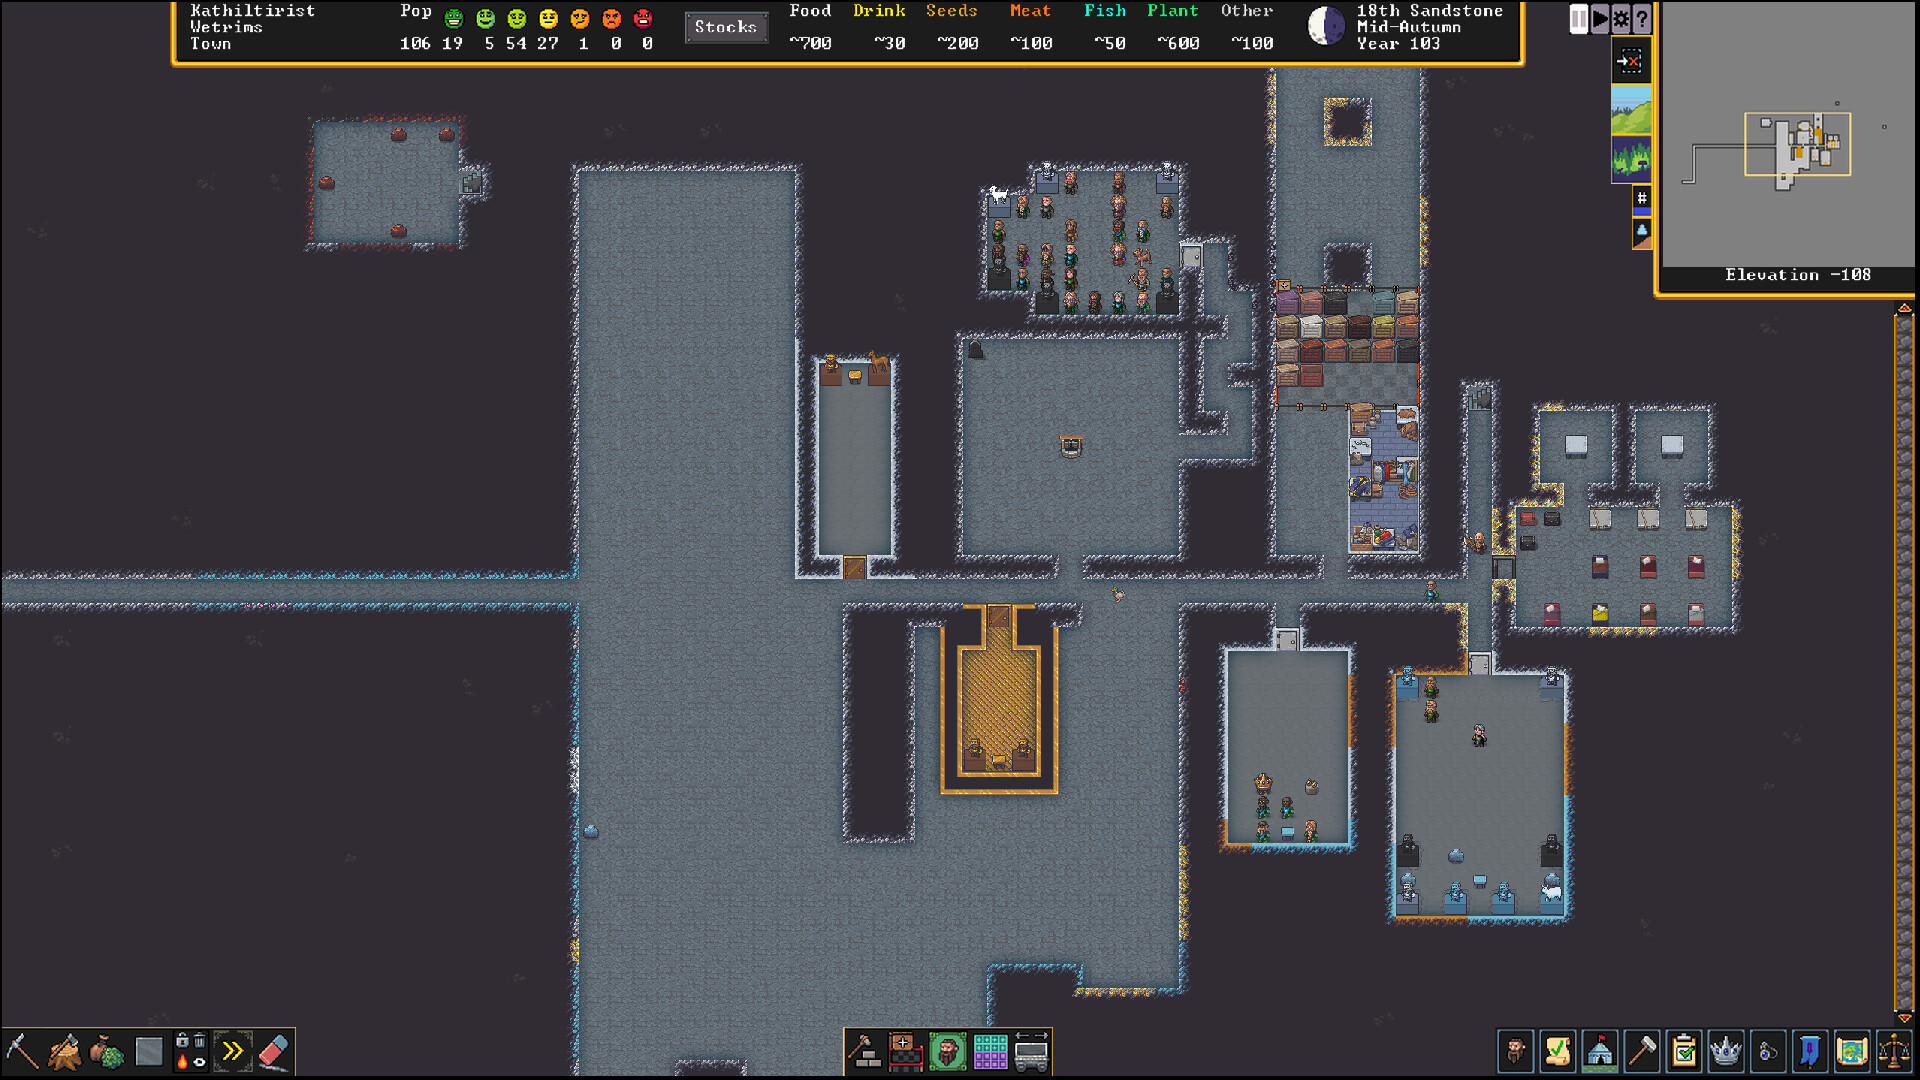 Kathiltirist
Wetrims
Town
Pop
106 19 5 54 27 1 0 0
Stocks
Food Drink Seeds Meat Fish Plant Other
~700 ~30 ~200 ~100 ~50 ~600 ~100
18th Sandstone
Mid-Autumn
Year 103
?
#
Elevation -108